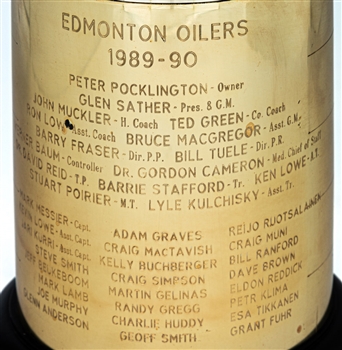 EDMONTON OILERS
1989-90
PETER POCKLINGTON - Owner
GLEN SATHER - Pres. & G.M.
JOHN MUCKLER - H. Coach TED GREEN - Co. Coach
RON LOW - Asst. Coach BRUCE MACGREGOR - Asst. G.M.
BARRY FRASER - Dir. P.P. BILL TUELE - Dir. P.R.
BAUM - Controller DR. GORDON CAMERON - Med. Chief of Staff
DAVID REID - T.P. BARRIE STAFFORD - Tr. KEN LOWE - A.T.
STUART POIRIER - M.T. LYLE KULCHISKY - Asst. Tr.
MARK MESSIER - Capt.
KEVIN LOWE - Asst. Capt.
JARI KURRI - Asst. Capt.
STEVE SMITH
JEFF BEUKEBOOM
MARK LAMB
JOE MURPHY
GLENN ANDERSON
ADAM GRAVES
CRAIG MacTAVISH
KELLY BUCHBERGER
CRAIG SIMPSON
MARTIN GELINAS
RANDY GREGG
CHARLIE HUDDY
GEOFF SMITH
REIJO RUOTSALAINEN
CRAIG MUNI
BILL RANFORD
DAVE BROWN
ELDON REDDICK
PETR KLIMA
ESA TIKKANEN
GRANT FUHR